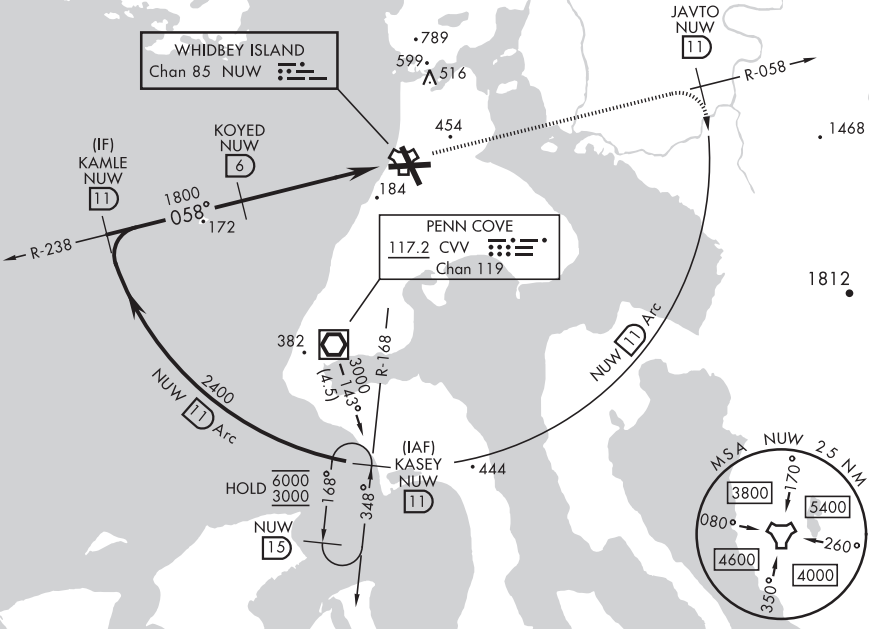 JAVTO
NUW
11
R-058
789
599
516
WHIDBEY ISLAND
Chan 85 NUW
454
1468
KOYED
NUW
6
(IF)
KAMLE
NUW
11
1800
058°
172
184
R-238
PENN COVE
117.2 CVV
Chan 119
1812
382
3000
143°
(4.5)
R-168
NUW 11 Arc
2400
NUW 11 Arc
(IAF)
KASEY
NUW
11
444
HOLD 6000
3000
168°
348°
NUW
15
MSA NUW 25 NM
170°
3800
5400
080°
260°
4600
4000
350°